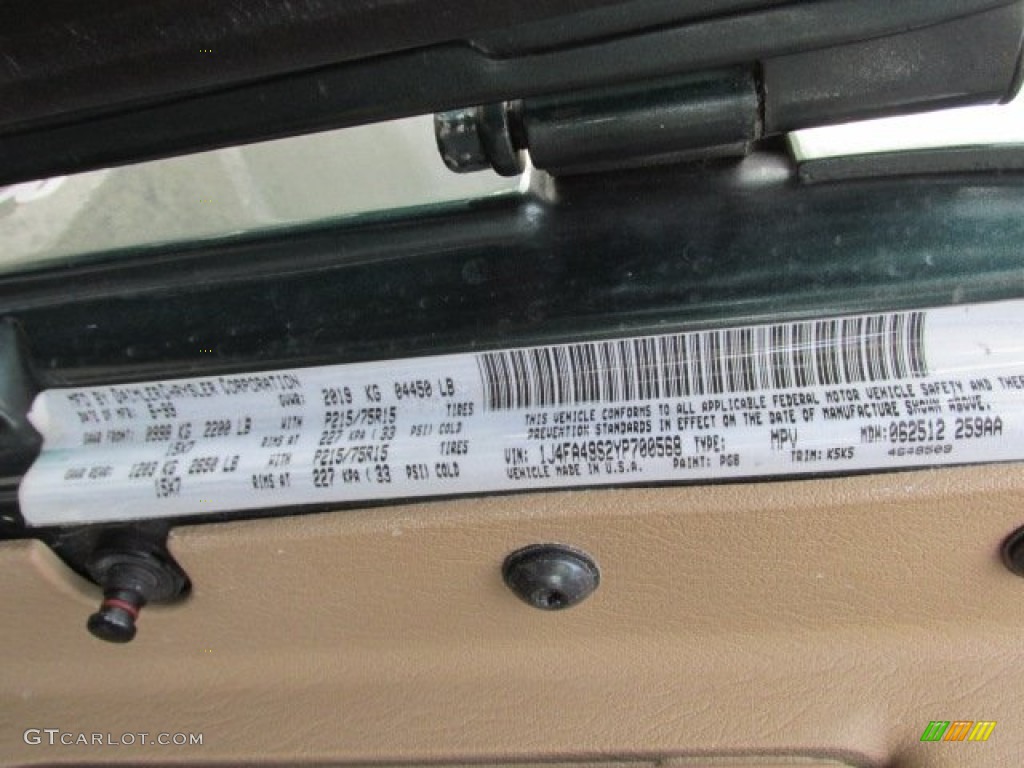 MFD BY DAIMLERCHRYSLER CORPORATION
DATE OF MFR: 6-99 GVWR: 2019 KG 04450 LB
GAWR FRONT: 0998 KG 2200 LB WITH P215/75R15 TIRES
15X7 RIMS AT 227 KPA (33 PSI) COLD
GAWR REAR: 1203 KG 2650 LB WITH P215/75R15 TIRES
15X7 RIMS AT 227 KPA (33 PSI) COLD
THIS VEHICLE CONFORMS TO ALL APPLICABLE FEDERAL MOTOR VEHICLE SAFETY AND THE
PREVENTION STANDARDS IN EFFECT ON THE DATE OF MANUFACTURE SHOWN ABOVE.
VIN: 1J4FA49S2YP700568 TYPE: MPV MDH: 062512 259AA
VEHICLE MADE IN U.S.A. PAINT: PG8 TRIM: K5K5 4648509
GTCARLOT.COM